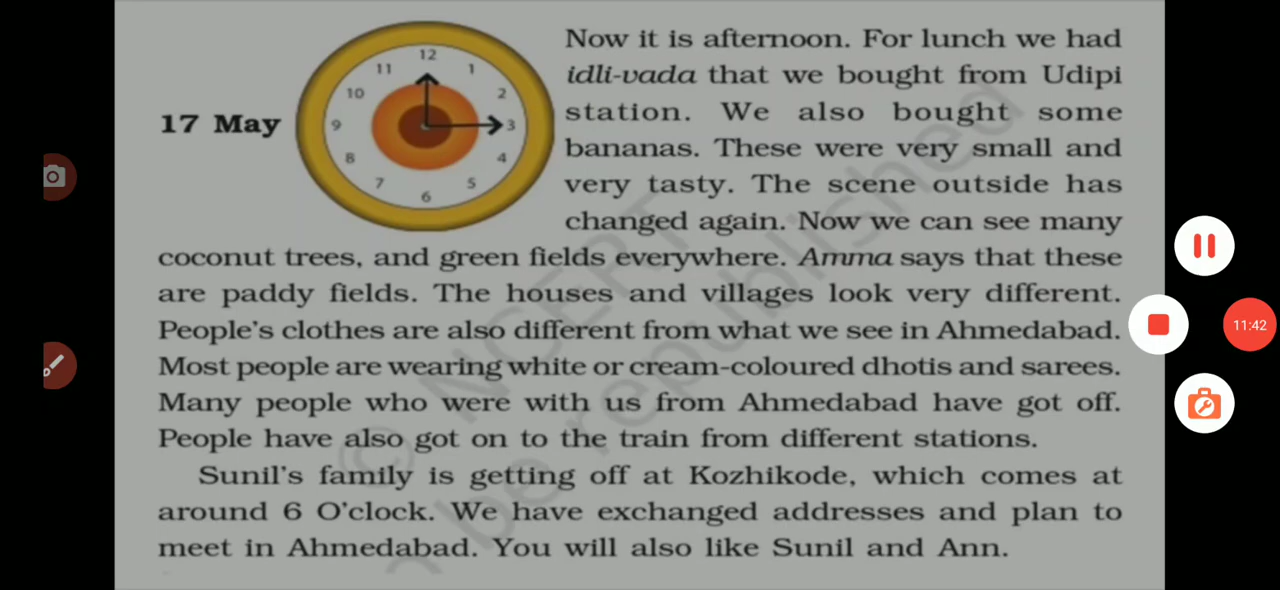 17 May
12
1
2
3
4
5
6
7
8
9
10
11
Now it is afternoon. For lunch we had
idli-vada that we bought from Udipi
station. We also bought some
bananas. These were very small and
very tasty. The scene outside has
changed again. Now we can see many
coconut trees, and green fields everywhere. Amma says that these
are paddy fields. The houses and villages look very different.
People's clothes are also different from what we see in Ahmedabad.
Most people are wearing white or cream-coloured dhotis and sarees.
Many people who were with us from Ahmedabad have got off.
People have also got on to the train from different stations.
Sunil's family is getting off at Kozhikode, which comes at
around 6 O'clock. We have exchanged addresses and plan to
meet in Ahmedabad. You will also like Sunil and Ann.
© NCERT
be republished
11:42